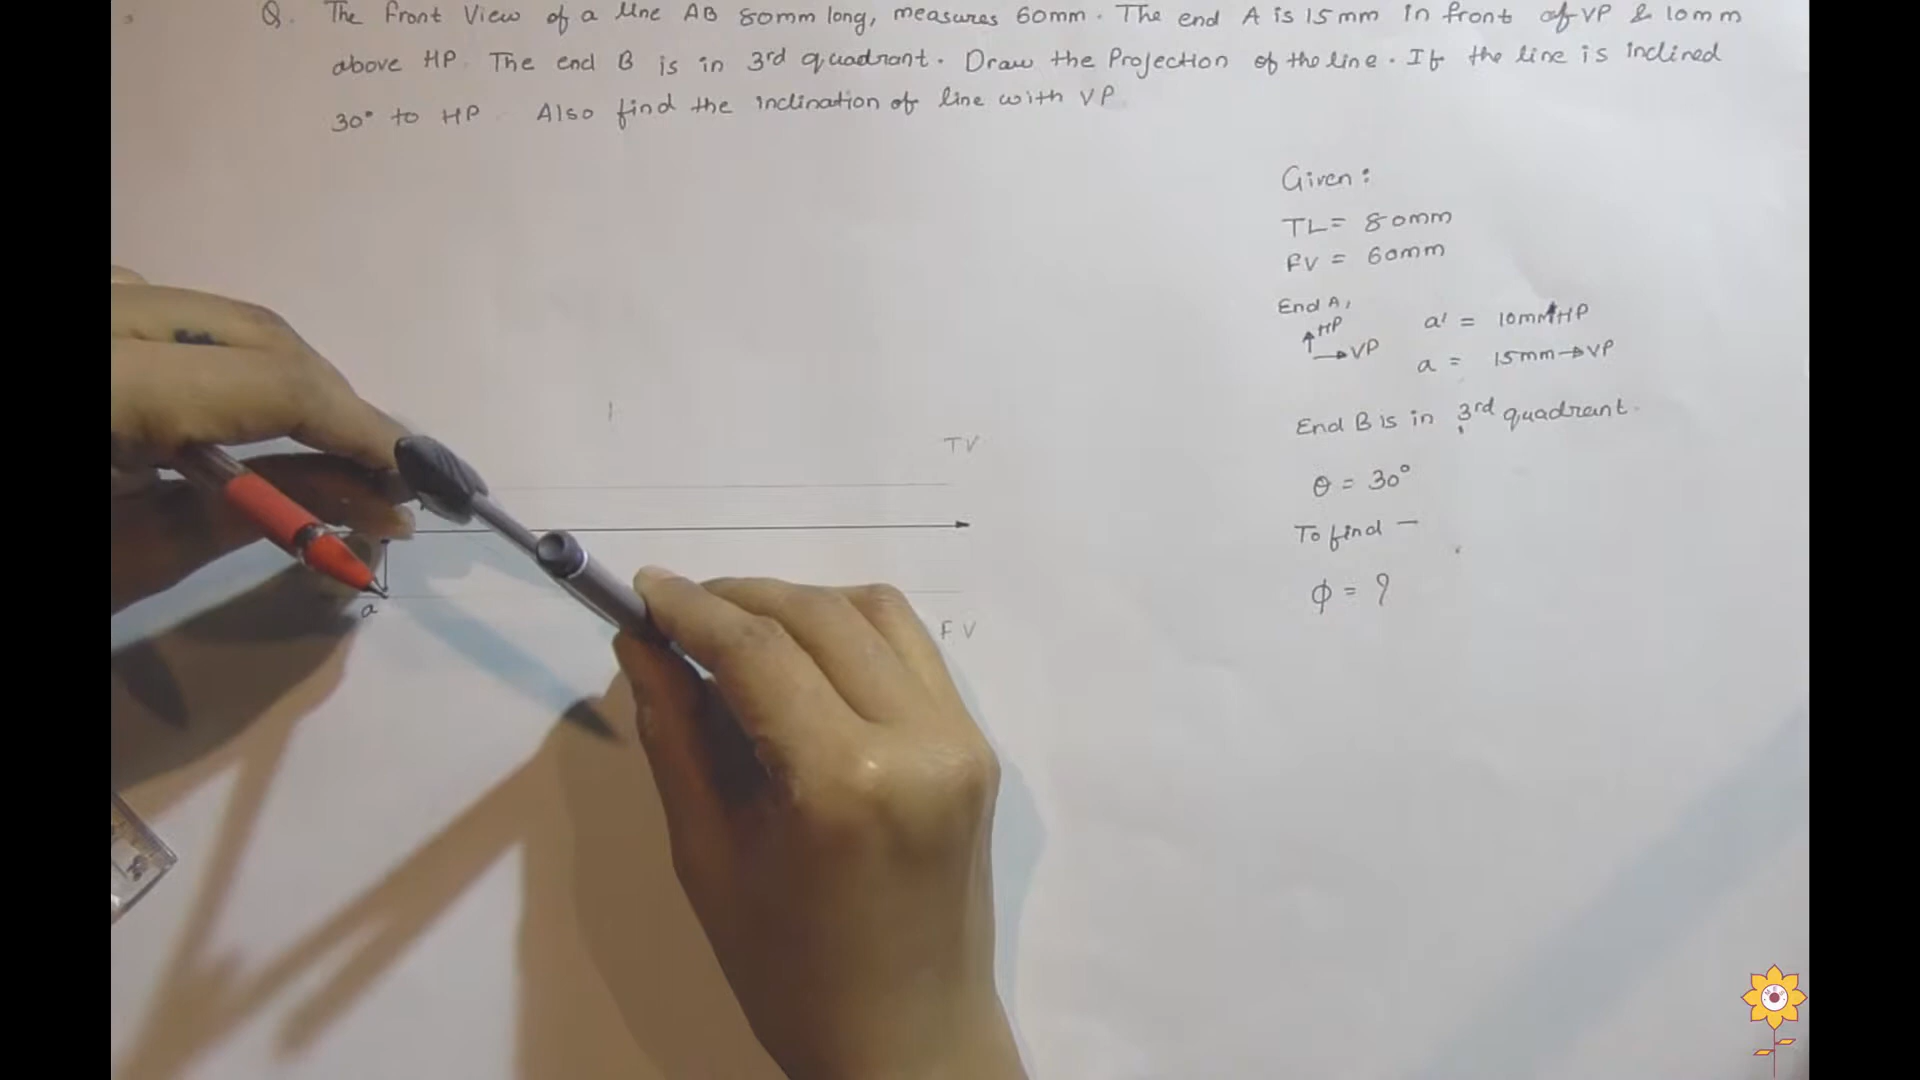 Q. The front View of a line AB 80mm long, measures 60mm. The end A is 15mm in front of VP & 10mm
above HP. The end B is in 3rd quadrant. Draw the Projection of the line. If the line is inclined
30° to HP. Also find the inclination of line with VP
Given:
TL = 80mm
FV = 60mm
End A,
↑HP
→VP
a' = 10mm↑HP
a = 15mm→VP
End B is in 3rd quadrant.
θ = 30°
To find –
ϕ = ?
TV
a
FV